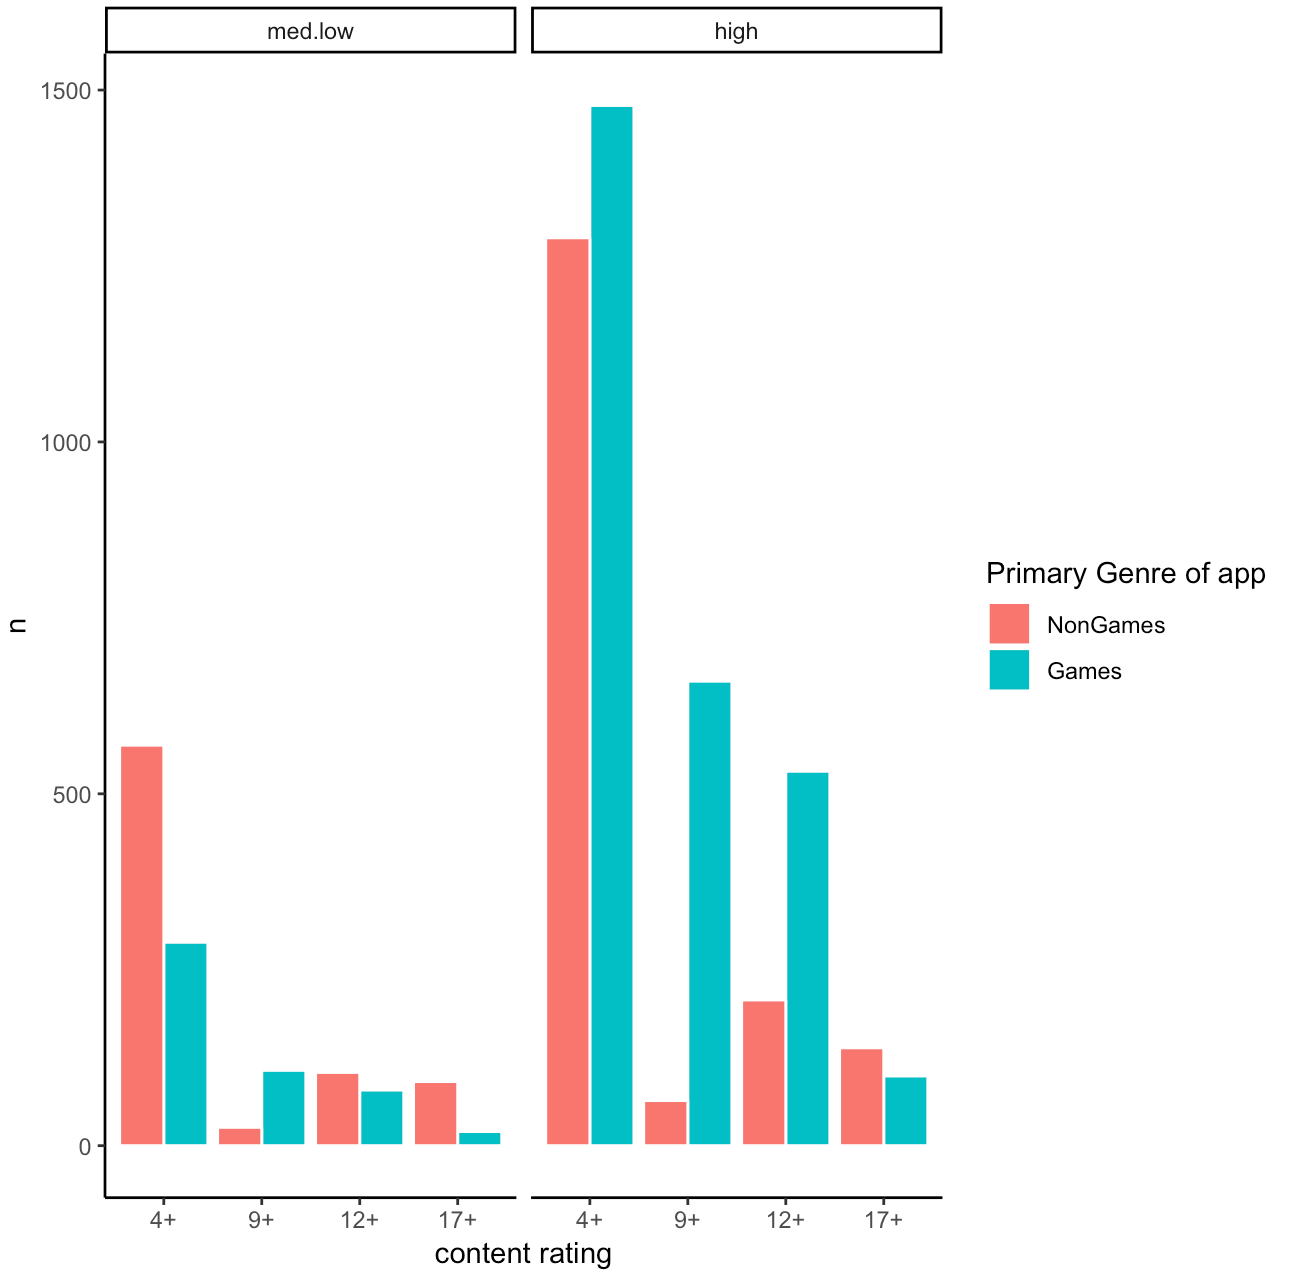 med.low
high
1500
1000
500
0
n
4+ 9+ 12+ 17+
4+ 9+ 12+ 17+
content rating
Primary Genre of app
NonGames
Games